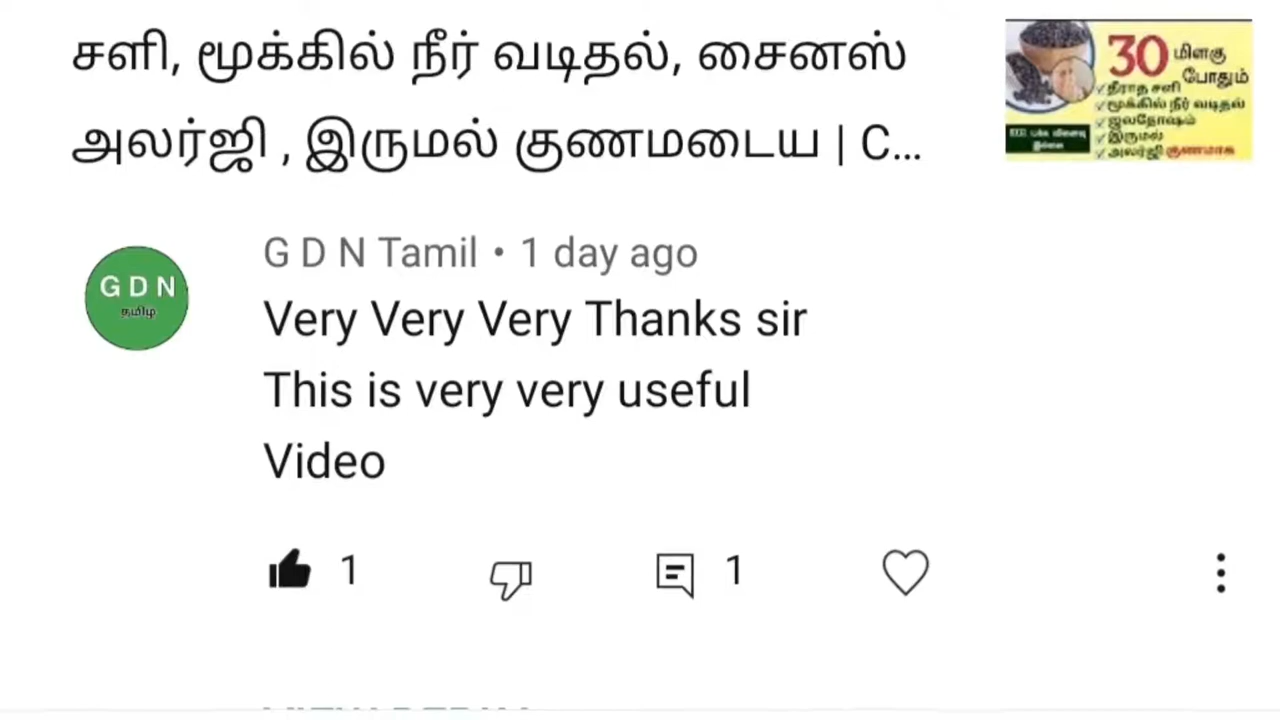 சளி, மூக்கில் நீர் வடிதல், சைனஸ்
அலர்ஜி , இருமல் குணமடைய | C...
30 மிளகு
போதும்
✓தீராத சளி
✓மூக்கில் நீர் வடிதல்
✓ஜலதோஷம்
✓இருமல்
✓அலர்ஜி குணமாக
இல்லை
G D N Tamil • 1 day ago
G D N
தமிழ்
Very Very Very Thanks sir
This is very very useful
Video
1
1